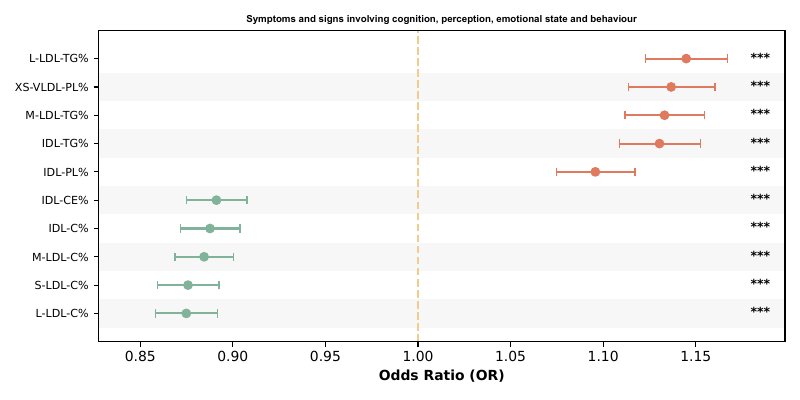 Symptoms and signs involving cognition, perception, emotional state and behaviour
L-LDL-TG% ***
XS-VLDL-PL% ***
M-LDL-TG% ***
IDL-TG% ***
IDL-PL% ***
IDL-CE% ***
IDL-C% ***
M-LDL-C% ***
S-LDL-C% ***
L-LDL-C% ***
0.85 0.90 0.95 1.00 1.05 1.10 1.15
Odds Ratio (OR)